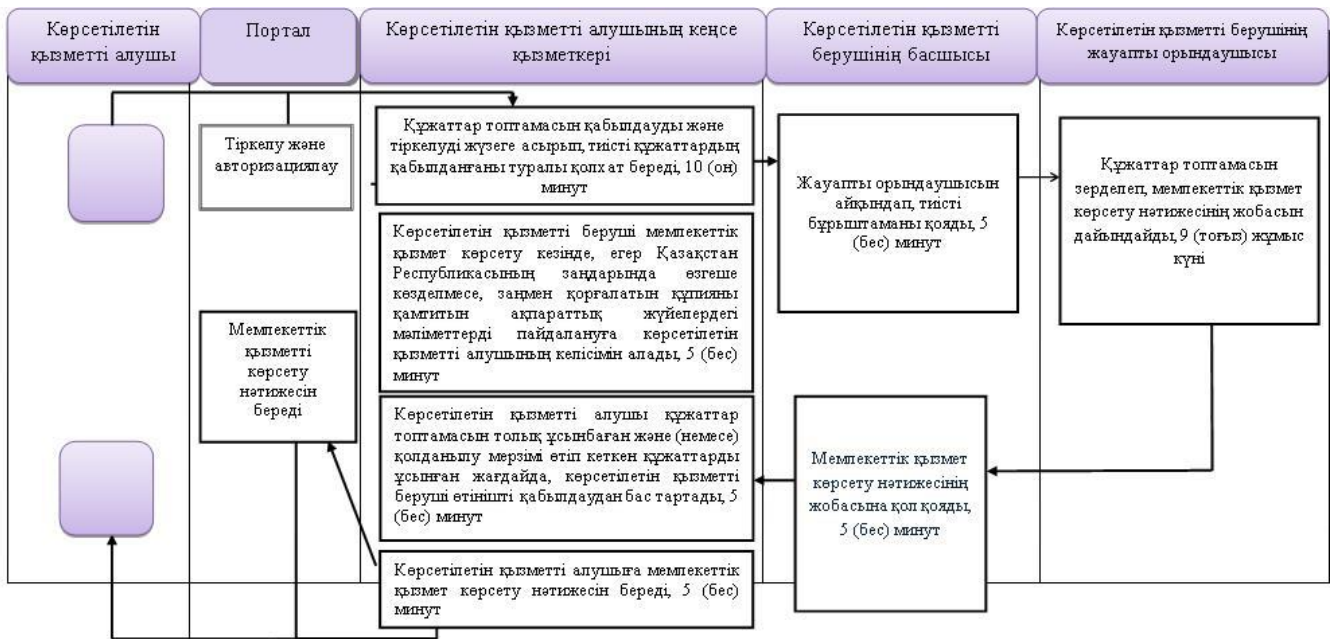 Көрсетілетін
қызметті алушы
Портал
Көрсетілетін қызметті алушының кеңсе
қызметкері
Көрсетілетін қызметті
берушінің басшысы
Көрсетілетін қызметті берушінің
жауапты орындаушысы
Тіркелу және
авторизациялау
Құжаттар топтамасын қабылдауды және
тіркелуді жүзеге асырып, тиісті құжаттардың
қабылданғаны туралы қолхат береді, 10 (он)
минут
Жауапты орындаушысын
айқындап, тиісті
бұрыштаманы қояды, 5
(бес) минут
Құжаттар топтамасын
зерделеп, мемлекеттік қызмет
көрсету нәтижесінің жобасын
дайындайды, 9 (тоғыз) жұмыс
күні
Көрсетілетін қызметті беруші мемлекеттік
қызмет көрсету кезінде, егер Қазақстан
Республикасының заңдарында өзгеше
көзделмесе, заңмен қорғалатын құпияны
қамтитын ақпараттық жүйелердегі
мәліметтерді пайдалануға көрсетілетін
қызметті алушының келісімін алады, 5 (бес)
минут
Мемлекеттік
қызметті
көрсету
нәтижесін
береді
Көрсетілетін қызметті алушы құжаттар
топтамасын толық ұсынбаған және (немесе)
қолданылу мерзімі өтіп кеткен құжаттарды
ұсынған жағдайда, көрсетілетін қызметті
беруші өтінішті қабылдаудан бас тартады, 5
(бес) минут
Мемлекеттік қызмет
көрсету нәтижесінің
жобасына қол қояды,
5 (бес) минут
Көрсетілетін қызметті алушыға мемлекеттік
қызмет көрсету нәтижесін береді, 5 (бес)
минут